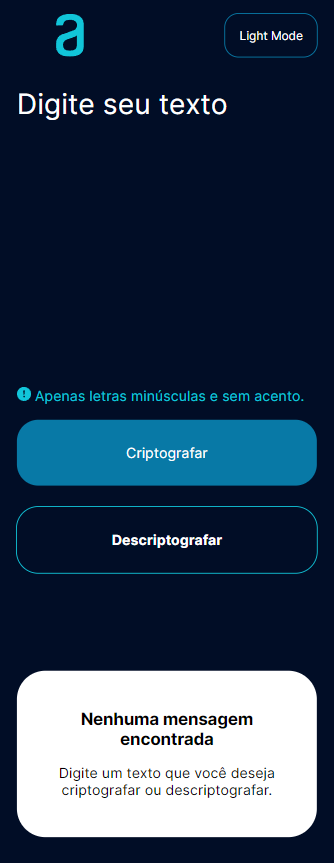 a
Light Mode
Digite seu texto
Apenas letras minúsculas e sem acento.
Criptografar
Descriptografar
Nenhuma mensagem
encontrada
Digite um texto que você deseja
criptografar ou descriptografar.